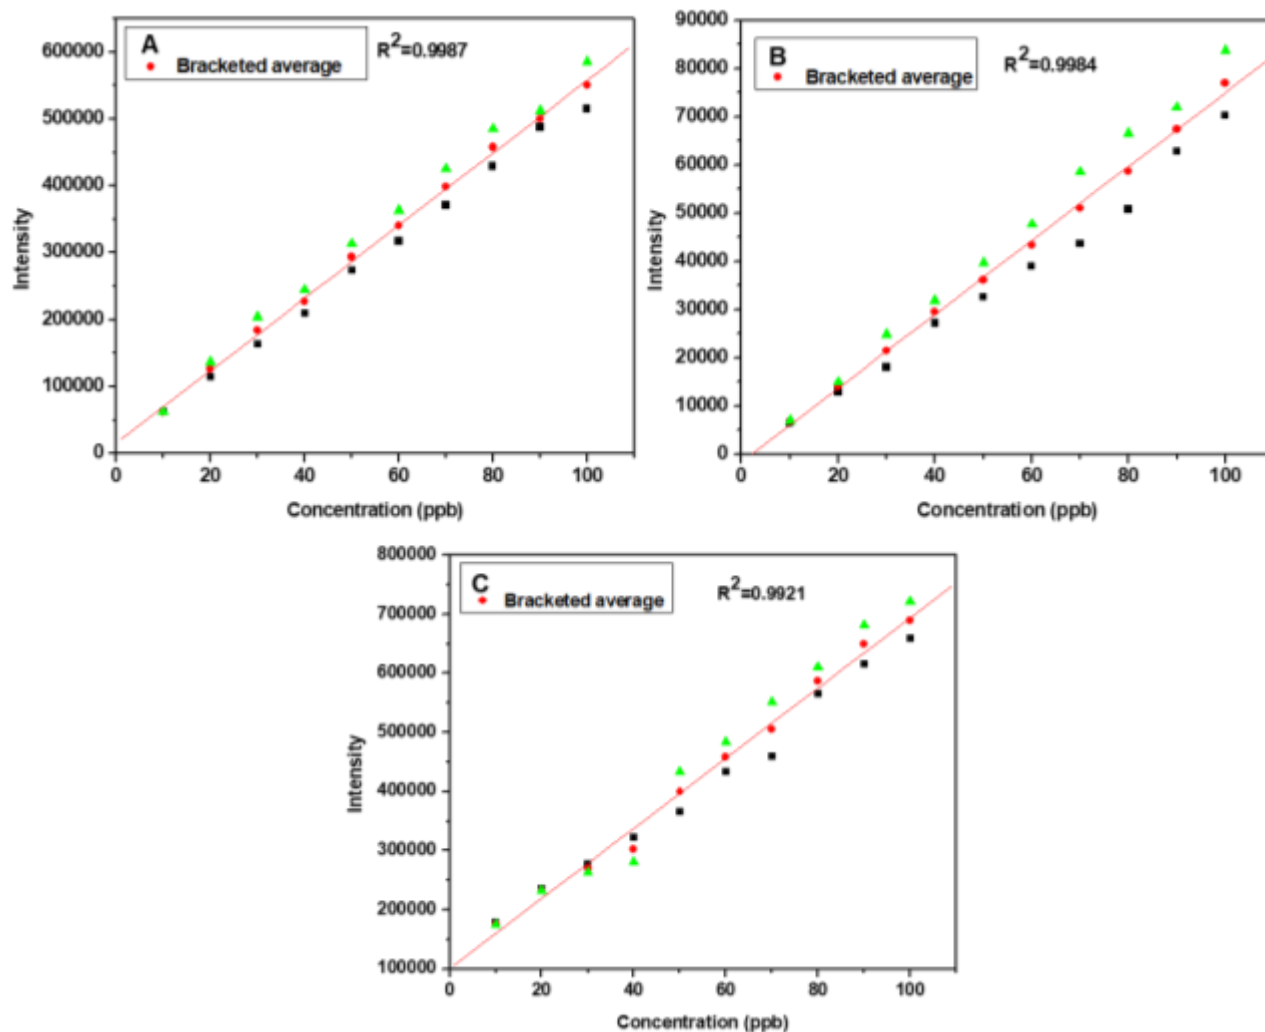 A
Bracketed average
R2=0.9987
600000
500000
400000
300000
200000
100000
0
Intensity
0 20 40 60 80 100
Concentration (ppb)
B
Bracketed average
R2=0.9984
90000
80000
70000
60000
50000
40000
30000
20000
10000
0
Intensity
0 20 40 60 80 100
Concentration (ppb)
C
Bracketed average
R2=0.9921
800000
700000
600000
500000
400000
300000
200000
100000
Intensity
0 20 40 60 80 100
Concentration (ppb)